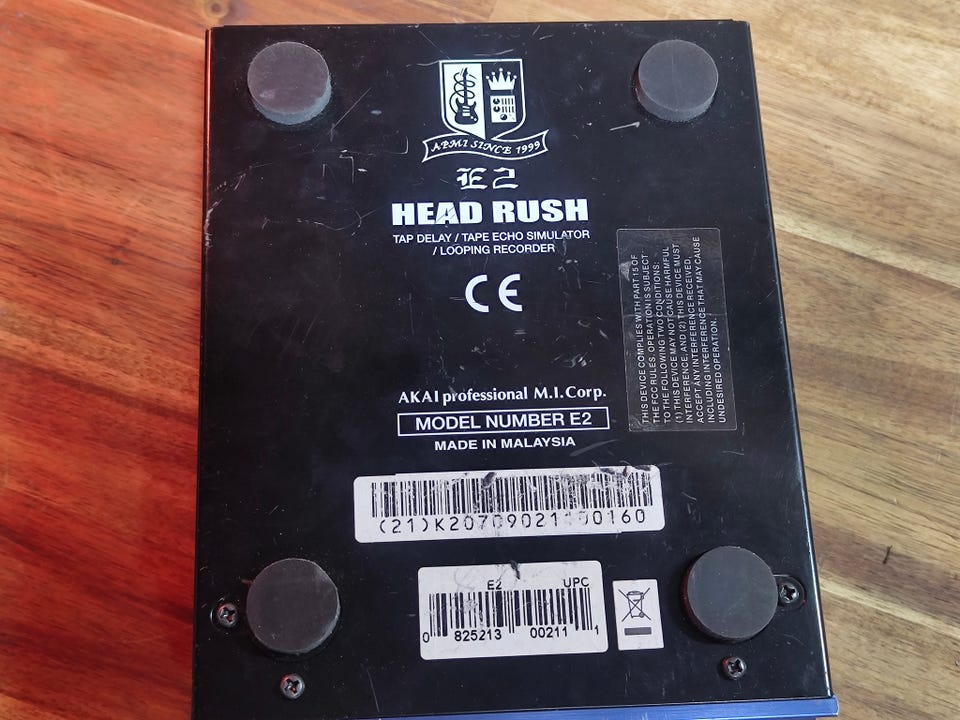 APMI SINCE 1999
E2
HEAD RUSH
TAP DELAY / TAPE ECHO SIMULATOR
/ LOOPING RECORDER
CE
THIS DEVICE COMPLIES WITH PART 15 OF
THE FCC RULES. OPERATION IS SUBJECT
TO THE FOLLOWING TWO CONDITIONS:
(1) THIS DEVICE MAY NOT CAUSE HARMFUL
INTERFERENCE, AND (2) THIS DEVICE MUST
ACCEPT ANY INTERFERENCE RECEIVED,
INCLUDING INTERFERENCE THAT MAY CAUSE
UNDESIRED OPERATION.
AKAI professional M.I. Corp.
MODEL NUMBER E2
MADE IN MALAYSIA
E2 UPC
0 825213 00211 1